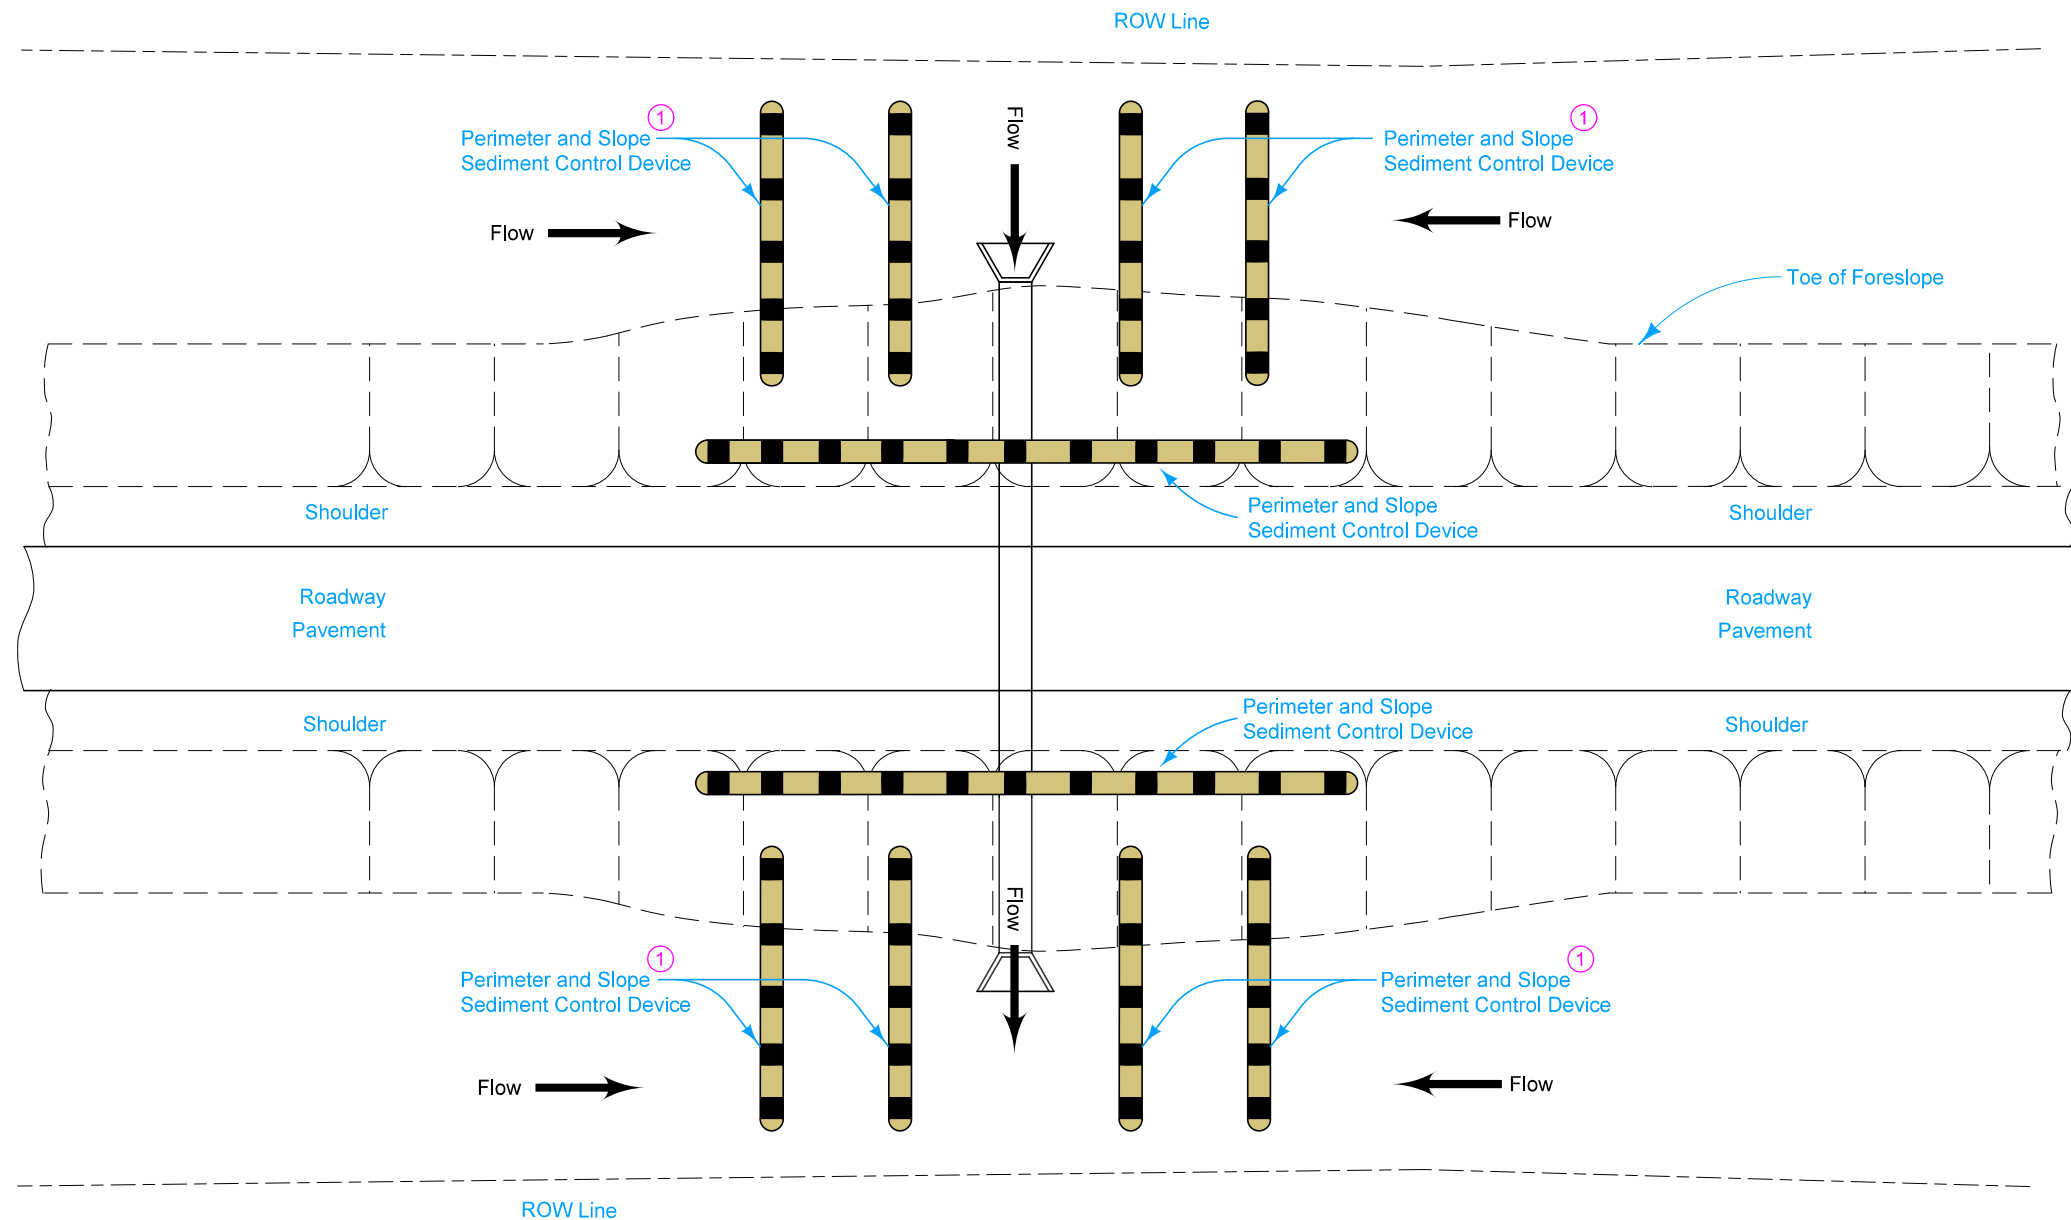 ROW Line
1
Perimeter and Slope
Sediment Control Device
Flow
1
Perimeter and Slope
Sediment Control Device
Flow
Flow
Toe of Foreslope
Shoulder
Perimeter and Slope
Sediment Control Device
Shoulder
Roadway
Pavement
Roadway
Pavement
Shoulder
Perimeter and Slope
Sediment Control Device
Shoulder
Flow
1
Perimeter and Slope
Sediment Control Device
1
Perimeter and Slope
Sediment Control Device
Flow
Flow
ROW Line